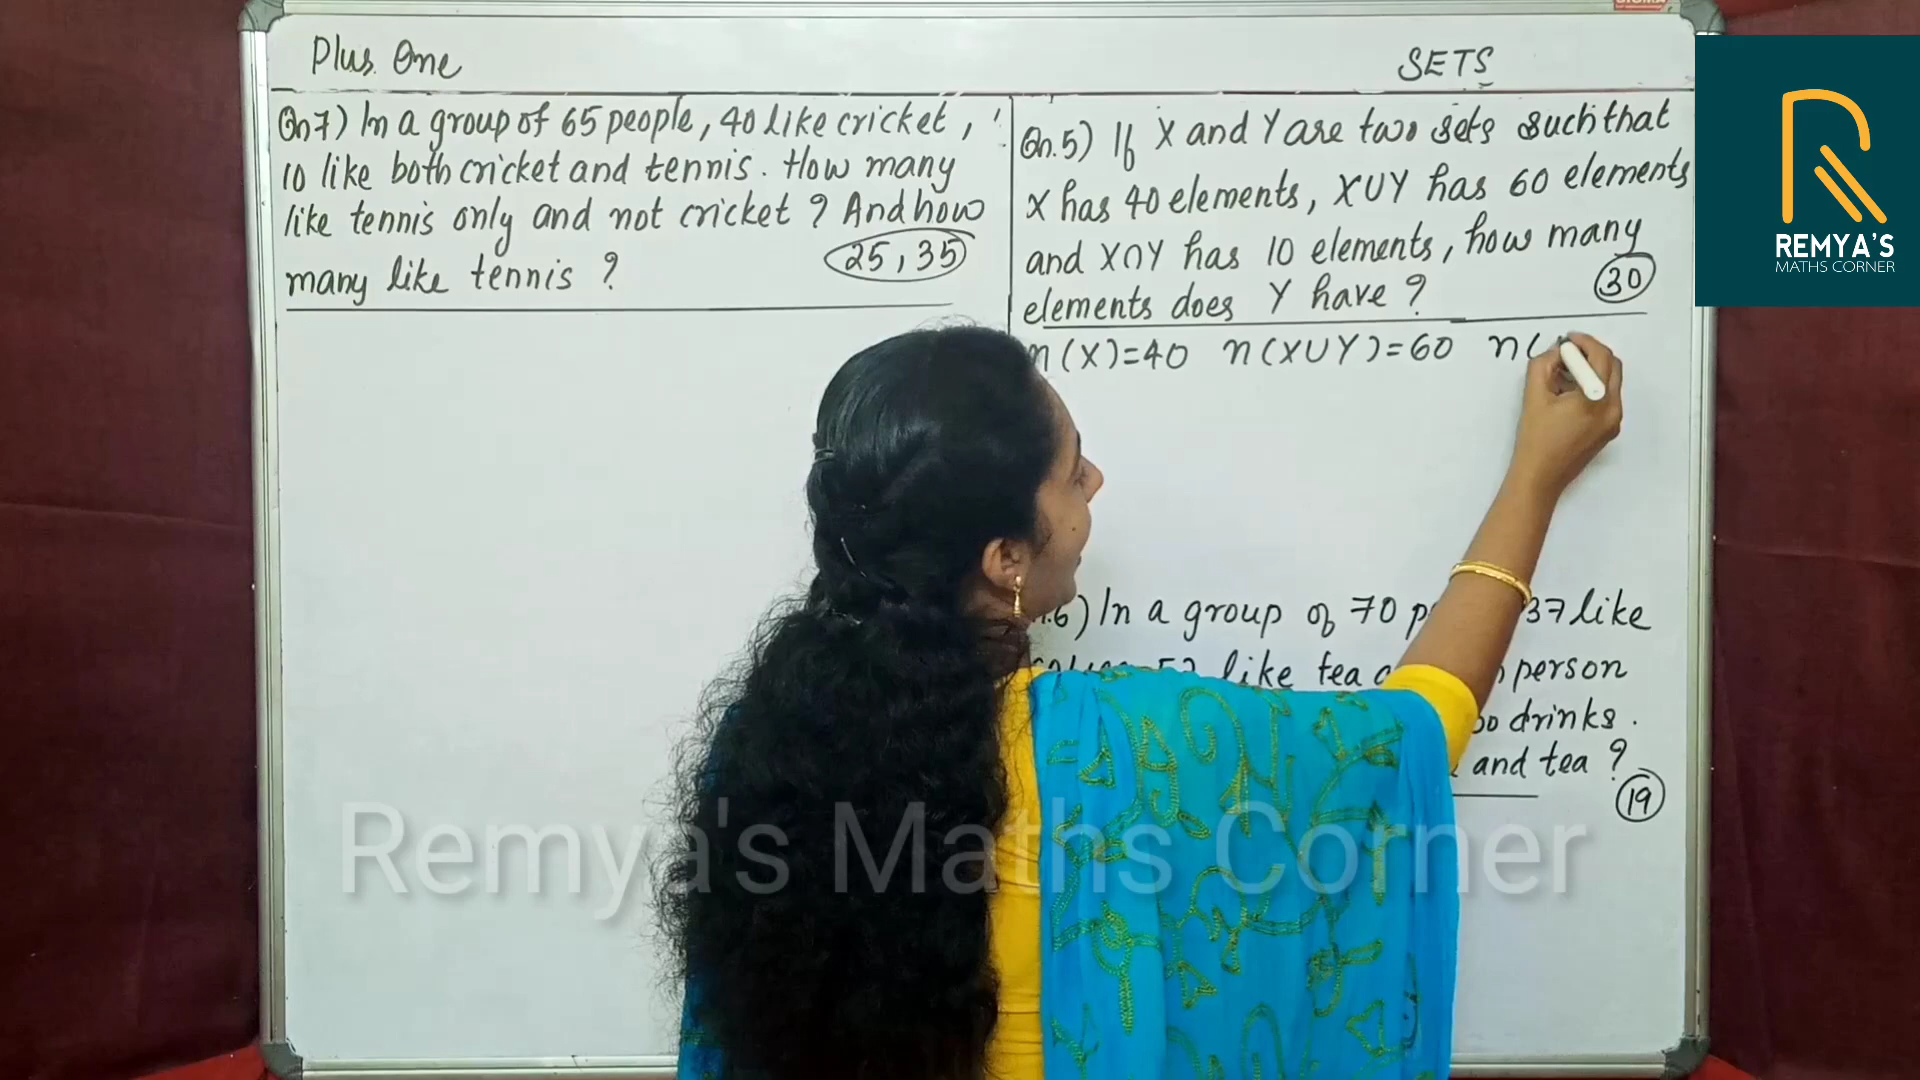 Plus One
SETS
Qn 7) In a group of 65 people, 40 like cricket,
10 like both cricket and tennis. How many
like tennis only and not cricket? And how
many like tennis?
25, 35
Qn. 5) If X and Y are two sets such that
X has 40 elements, X∪Y has 60 elements
and X∩Y has 10 elements, how many
elements does Y have?
30
n(X)=40 n(X∪Y)=60 n(
6) In a group of 70 37 like
like tea person
drinks.
and tea?
19
REMYA'S
MATHS CORNER
Remya's Maths Corner